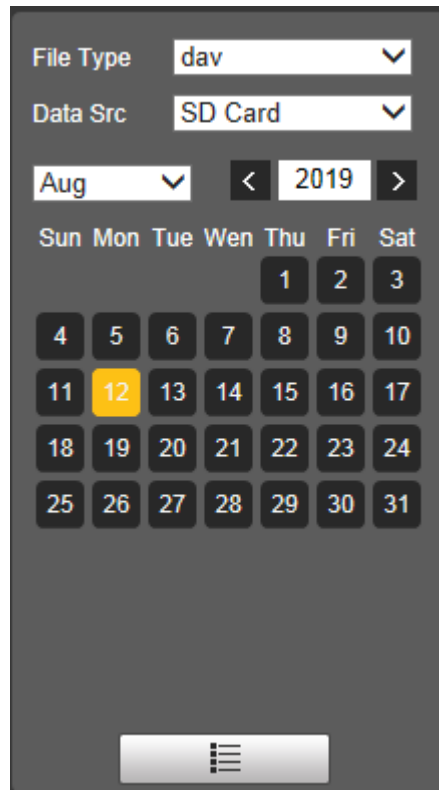 File Type dav
Data Src SD Card
Aug < 2019 >
Sun Mon Tue Wen Thu Fri Sat
1 2 3
4 5 6 7 8 9 10
11 12 13 14 15 16 17
18 19 20 21 22 23 24
25 26 27 28 29 30 31